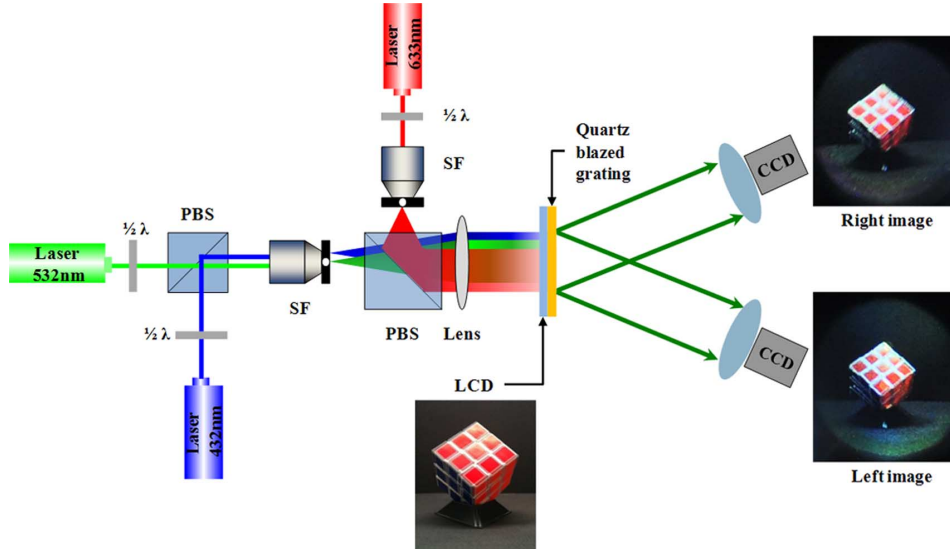 Laser
633nm
½ λ
SF
Quartz
blazed
grating
CCD
Right image
PBS
½ λ
Laser
532nm
SF
PBS
Lens
½ λ
LCD
CCD
Laser
432nm
Left image